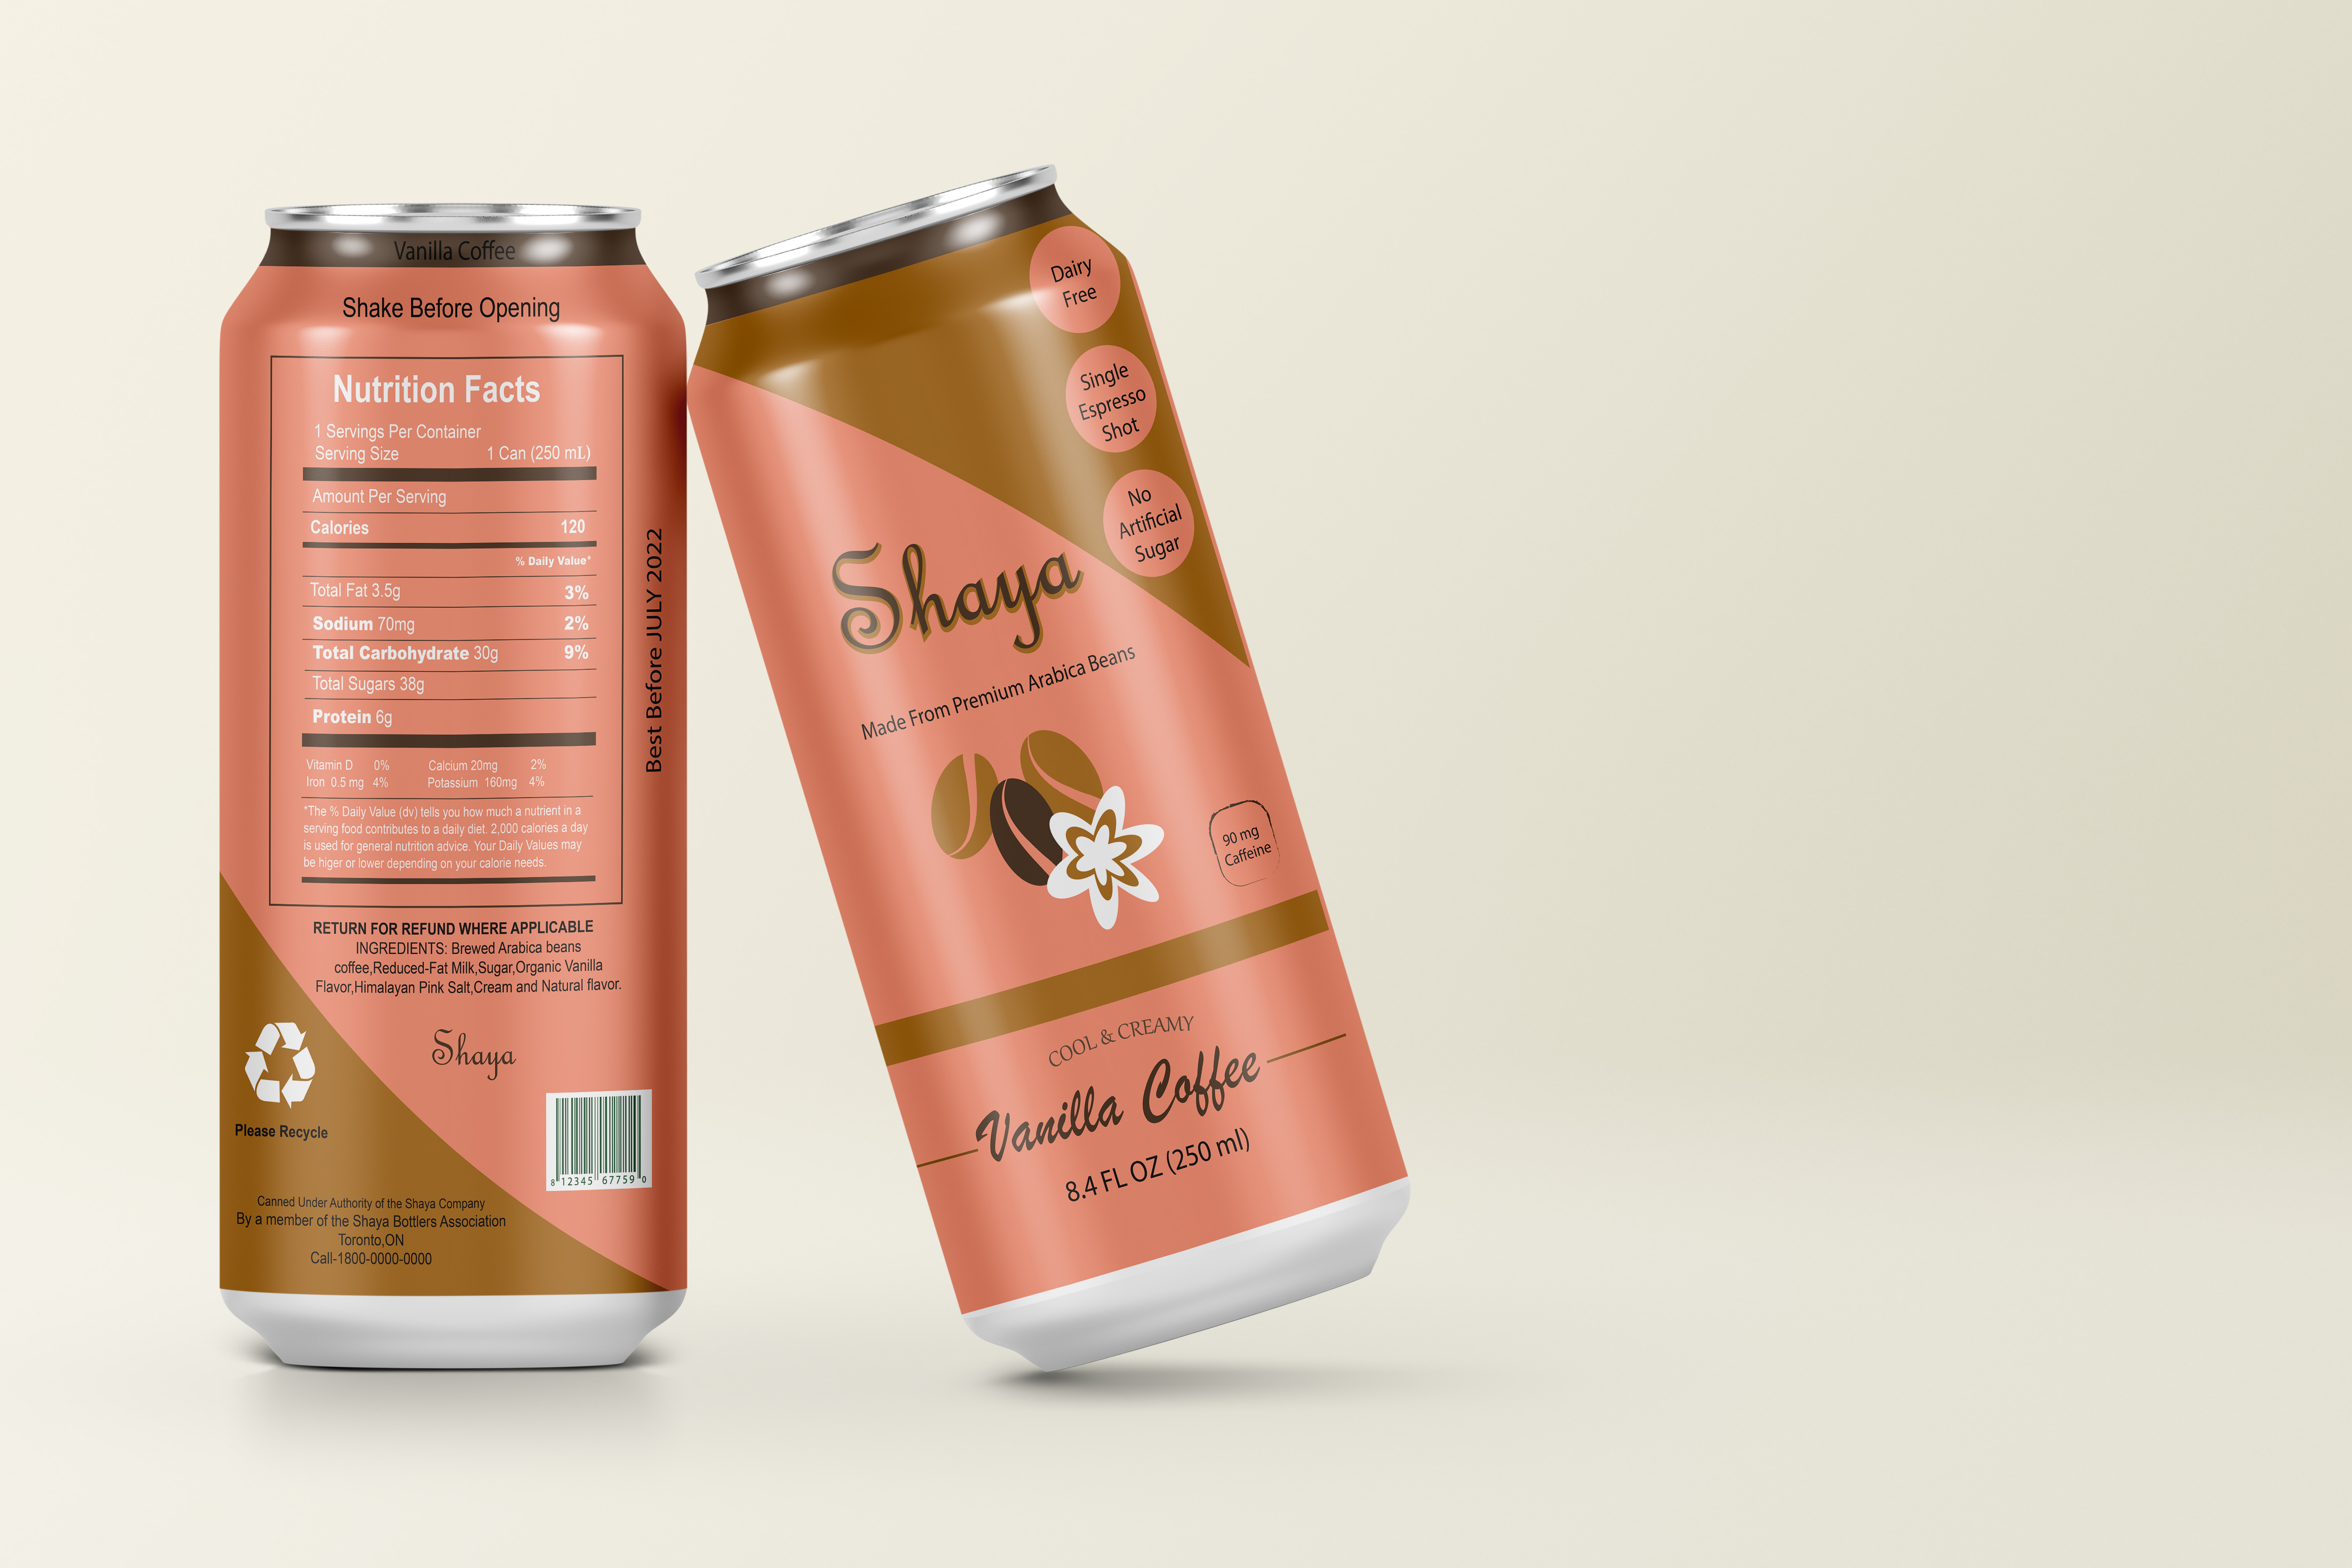 Vanilla Coffee
Shake Before Opening
Nutrition Facts
1 Servings Per Container
Serving Size 1 Can (250 mL)
Amount Per Serving
Calories 120
% Daily Value*
Total Fat 3.5g 3%
Sodium 70mg 2%
Total Carbohydrate 30g 9%
Total Sugars 38g
Protein 6g
Vitamin D 0% Calcium 20mg 2%
Iron 0.5 mg 4% Potassium 160mg 4%
*The % Daily Value (dv) tells you how much a nutrient in a
serving food contributes to a daily diet. 2,000 calories a day
is used for general nutrition advice. Your Daily Values may
be higer or lower depending on your calorie needs.
Best Before JULY 2022
RETURN FOR REFUND WHERE APPLICABLE
INGREDIENTS: Brewed Arabica beans
coffee,Reduced-Fat Milk,Sugar,Organic Vanilla
Flavor,Himalayan Pink Salt,Cream and Natural flavor.
Shaya
Please Recycle
8 12345 67759 0
Canned Under Authority of the Shaya Company
By a member of the Shaya Bottlers Association
Toronto,ON
Call-1800-0000-0000
Dairy
Free
Single
Espresso
Shot
No
Artificial
Sugar
Shaya
Made From Premium Arabica Beans
90 mg
Caffeine
COOL & CREAMY
Vanilla Coffee
8.4 FL OZ (250 ml)